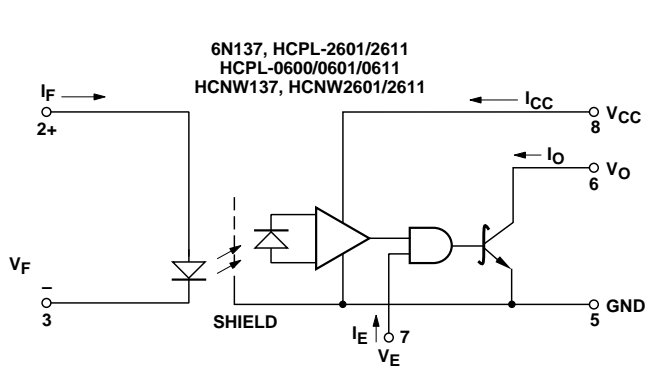 6N137, HCPL-2601/2611
HCPL-0600/0601/0611
HCNW137, HCNW2601/2611
IF
2+
ICC
8
VCC
IO
6
VO
VF
–
3
SHIELD
IE
7
VE
5
GND